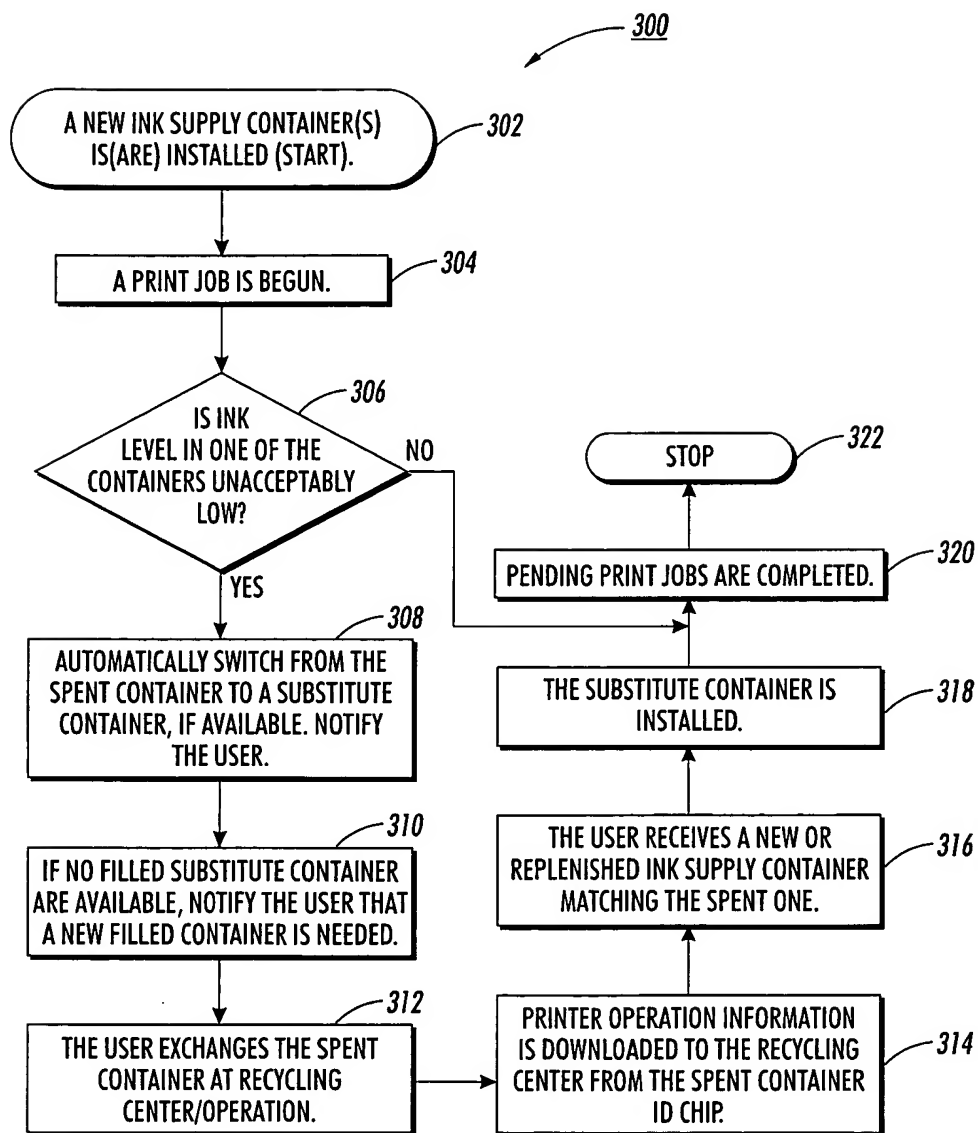 300
A NEW INK SUPPLY CONTAINER(S)
IS(ARE) INSTALLED (START).
302
A PRINT JOB IS BEGUN.
304
IS INK
LEVEL IN ONE OF THE
CONTAINERS UNACCEPTABLY
LOW?
306
NO
YES
AUTOMATICALLY SWITCH FROM THE
SPENT CONTAINER TO A SUBSTITUTE
CONTAINER, IF AVAILABLE. NOTIFY
THE USER.
308
IF NO FILLED SUBSTITUTE CONTAINER
ARE AVAILABLE, NOTIFY THE USER THAT
A NEW FILLED CONTAINER IS NEEDED.
310
THE USER EXCHANGES THE SPENT
CONTAINER AT RECYCLING
CENTER/OPERATION.
312
PRINTER OPERATION INFORMATION
IS DOWNLOADED TO THE RECYCLING
CENTER FROM THE SPENT CONTAINER
ID CHIP.
314
THE USER RECEIVES A NEW OR
REPLENISHED INK SUPPLY CONTAINER
MATCHING THE SPENT ONE.
316
THE SUBSTITUTE CONTAINER IS
INSTALLED.
318
PENDING PRINT JOBS ARE COMPLETED.
320
STOP
322